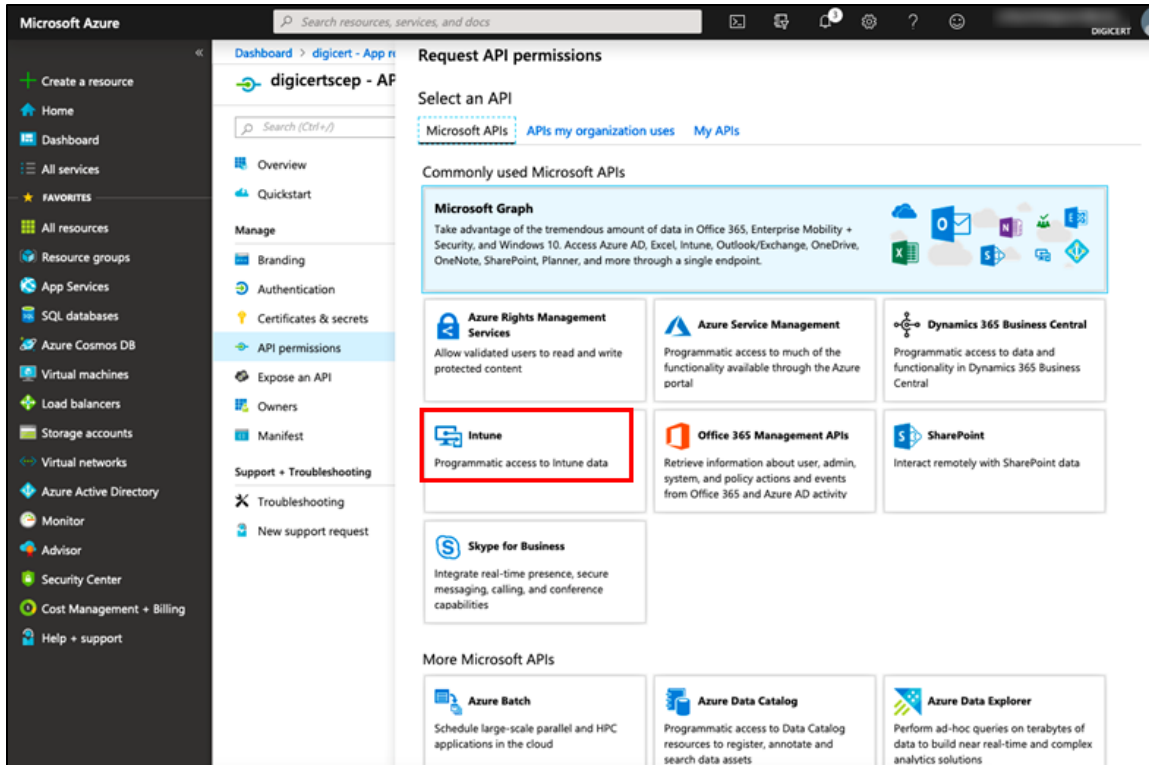 Microsoft Azure
Search resources, services, and docs
3
DIGICERT
«
Create a resource
Home
Dashboard
All services
FAVORITES
All resources
Resource groups
App Services
SQL databases
Azure Cosmos DB
Virtual machines
Load balancers
Storage accounts
Virtual networks
Azure Active Directory
Monitor
Advisor
Security Center
Cost Management + Billing
Help + support
Dashboard > digicert - App re
digicertscep - AP
Search (Ctrl+/)
Overview
Quickstart
Manage
Branding
Authentication
Certificates & secrets
API permissions
Expose an API
Owners
Manifest
Support + Troubleshooting
Troubleshooting
New support request
Request API permissions
Select an API
Microsoft APIs APIs my organization uses My APIs
Commonly used Microsoft APIs
Microsoft Graph
Take advantage of the tremendous amount of data in Office 365, Enterprise Mobility +
Security, and Windows 10. Access Azure AD, Excel, Intune, Outlook/Exchange, OneDrive,
OneNote, SharePoint, Planner, and more through a single endpoint.
Azure Rights Management
Services
Allow validated users to read and write
protected content
Azure Service Management
Programmatic access to much of the
functionality available through the Azure
portal
Dynamics 365 Business Central
Programmatic access to data and
functionality in Dynamics 365 Business
Central
Intune
Programmatic access to Intune data
Office 365 Management APIs
Retrieve information about user, admin,
system, and policy actions and events
from Office 365 and Azure AD activity
SharePoint
Interact remotely with SharePoint data
Skype for Business
Integrate real-time presence, secure
messaging, calling, and conference
capabilities
More Microsoft APIs
Azure Batch
Schedule large-scale parallel and HPC
applications in the cloud
Azure Data Catalog
Programmatic access to Data Catalog
resources to register, annotate and
search data assets
Azure Data Explorer
Perform ad-hoc queries on terabytes of
data to build near real-time and complex
analytics solutions